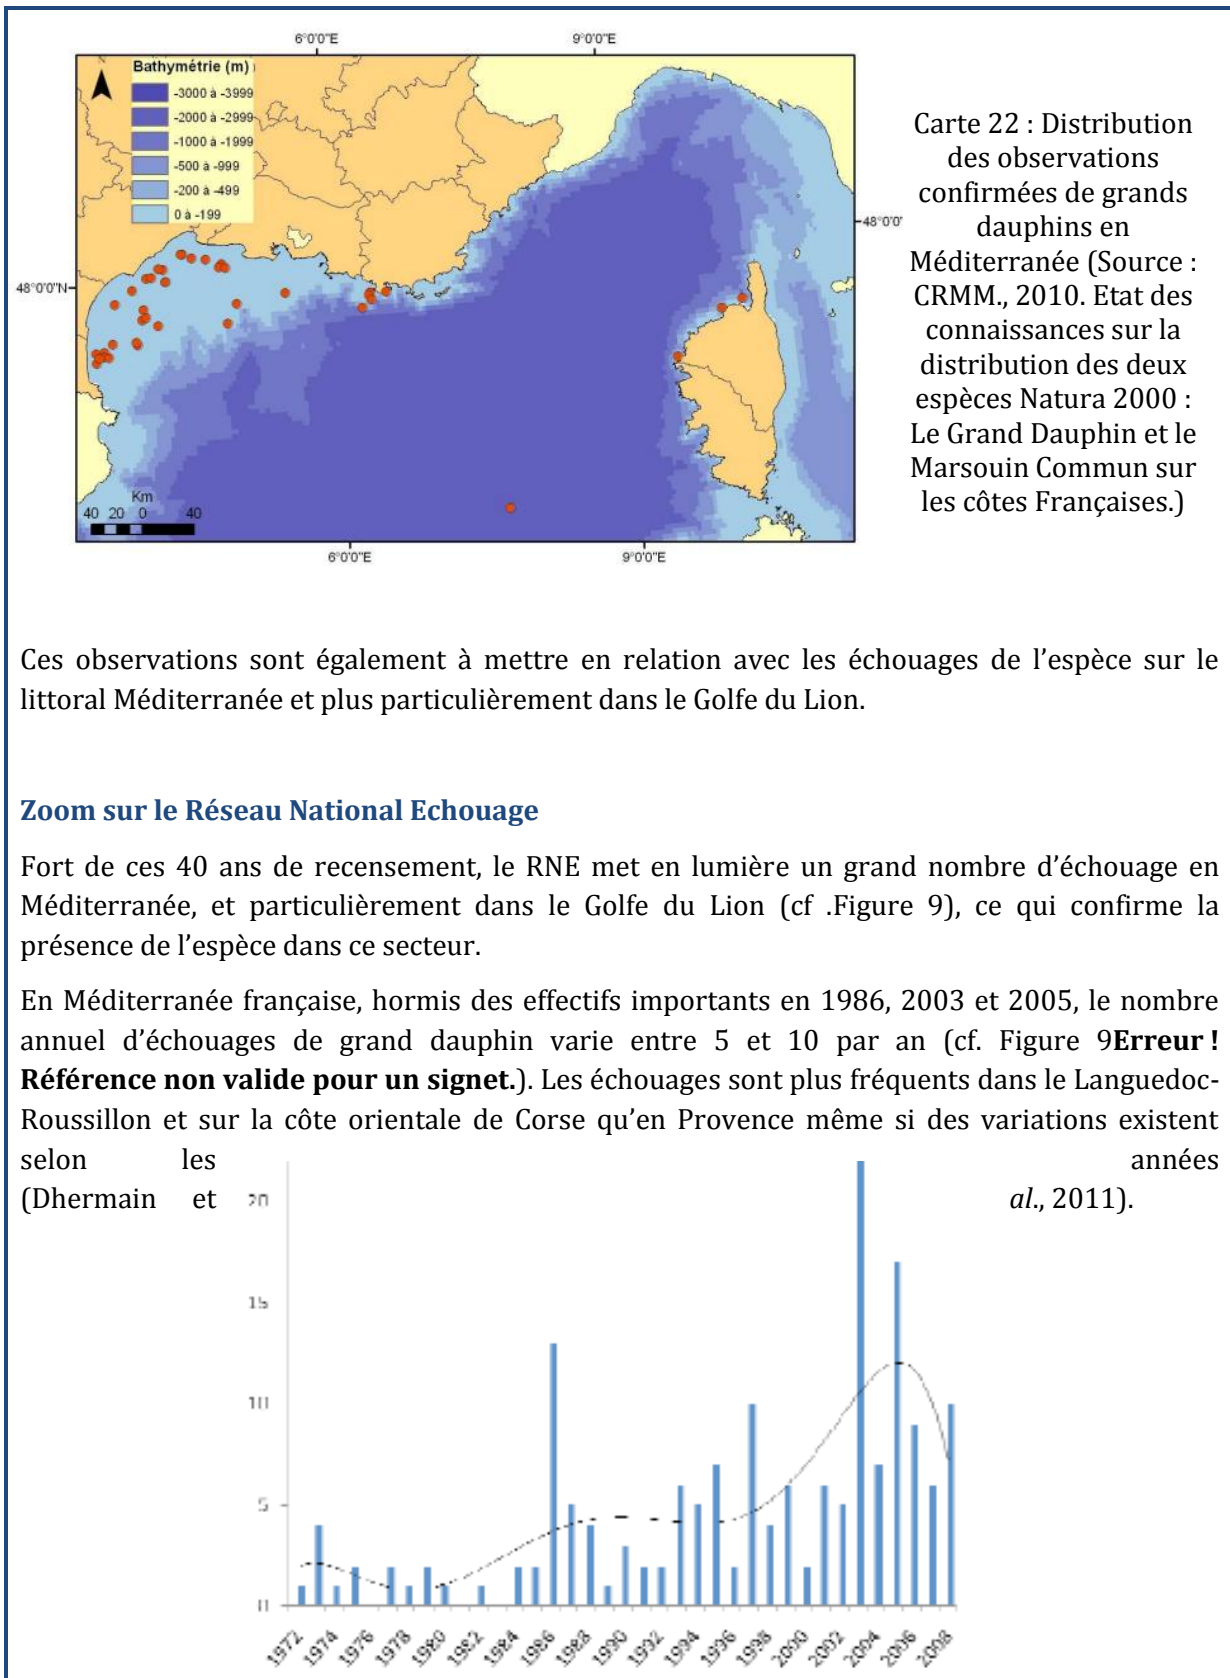 6°0'0"E 9°0'0"E
N
Bathymétrie (m)
-3000 à -3999
-2000 à -2999
-1000 à -1999
-500 à -999
-200 à -499
0 à -199
48°0'0"N
48°0'0'
Km
40 20 0 40
6°0'0"E 9°0'0"E
Carte 22 : Distribution
des observations
confirmées de grands
dauphins en
Méditerranée (Source :
CRMM., 2010. Etat des
connaissances sur la
distribution des deux
espèces Natura 2000 :
Le Grand Dauphin et le
Marsouin Commun sur
les côtes Françaises.)
Ces observations sont également à mettre en relation avec les échouages de l’espèce sur le
littoral Méditerranée et plus particulièrement dans le Golfe du Lion.
Zoom sur le Réseau National Echouage
Fort de ces 40 ans de recensement, le RNE met en lumière un grand nombre d’échouage en
Méditerranée, et particulièrement dans le Golfe du Lion (cf .Figure 9), ce qui confirme la
présence de l’espèce dans ce secteur.
En Méditerranée française, hormis des effectifs importants en 1986, 2003 et 2005, le nombre
annuel d’échouages de grand dauphin varie entre 5 et 10 par an (cf. Figure 9Erreur !
Référence non valide pour un signet.). Les échouages sont plus fréquents dans le Languedoc-
Roussillon et sur la côte orientale de Corse qu’en Provence même si des variations existent
selon les années
(Dhermain et al., 2011).
20
15
10
5
0
1972 1974 1976 1978 1980 1982 1984 1986 1988 1990 1992 1994 1996 1998 2000 2002 2004 2006 2008